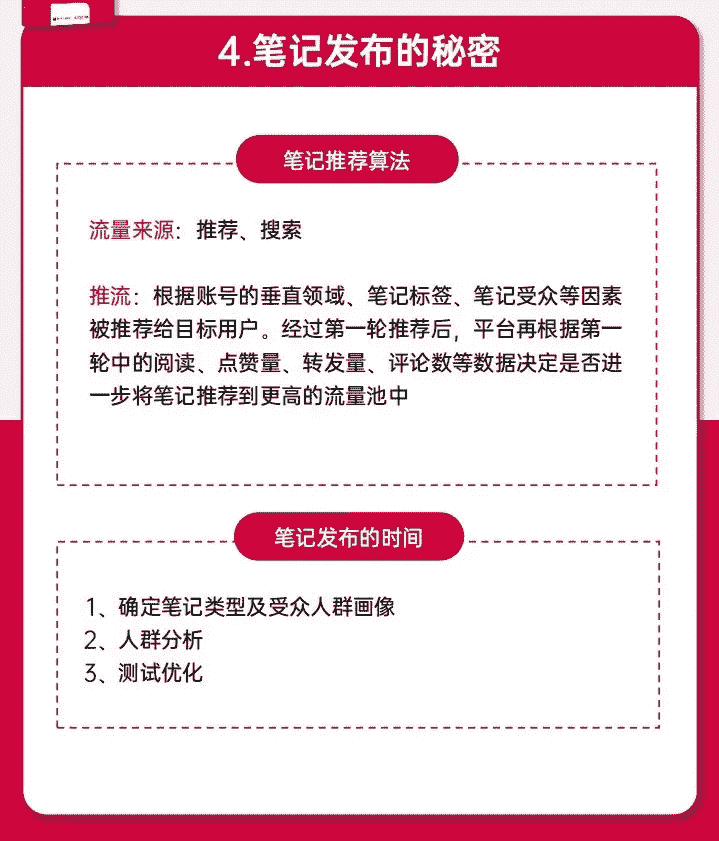 4.笔记发布的秘密
笔记推荐算法
流量来源：推荐、搜索
推流：根据账号的垂直领域、笔记标签、笔记受众等因素
被推荐给目标用户。经过第一轮推荐后，平台再根据第一
轮中的阅读、点赞量、转发量、评论数等数据决定是否进
一步将笔记推荐到更高的流量池中
笔记发布的时间
1、确定笔记类型及受众人群画像
2、人群分析
3、测试优化